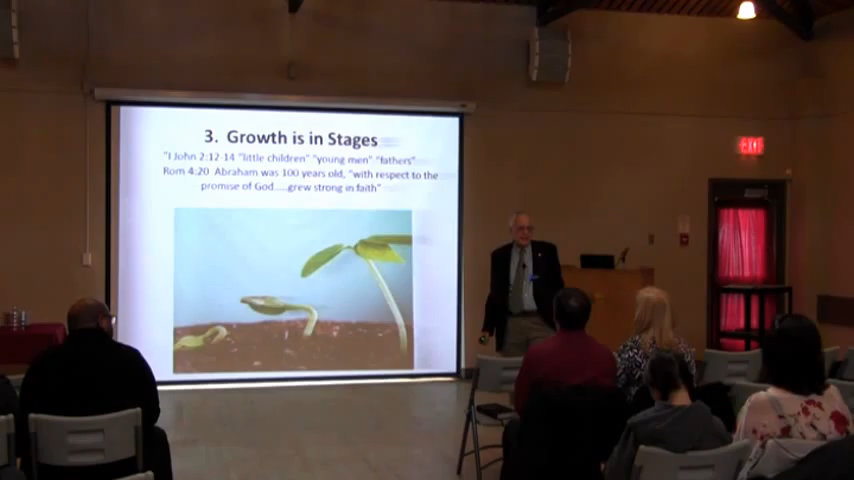 3. Growth is in Stages
"I John 2:12-14 "little children" "young men" "fathers"
Rom 4:20 Abraham was 100 years old, "with respect to the
promise of God.....grew strong in faith"
EXIT